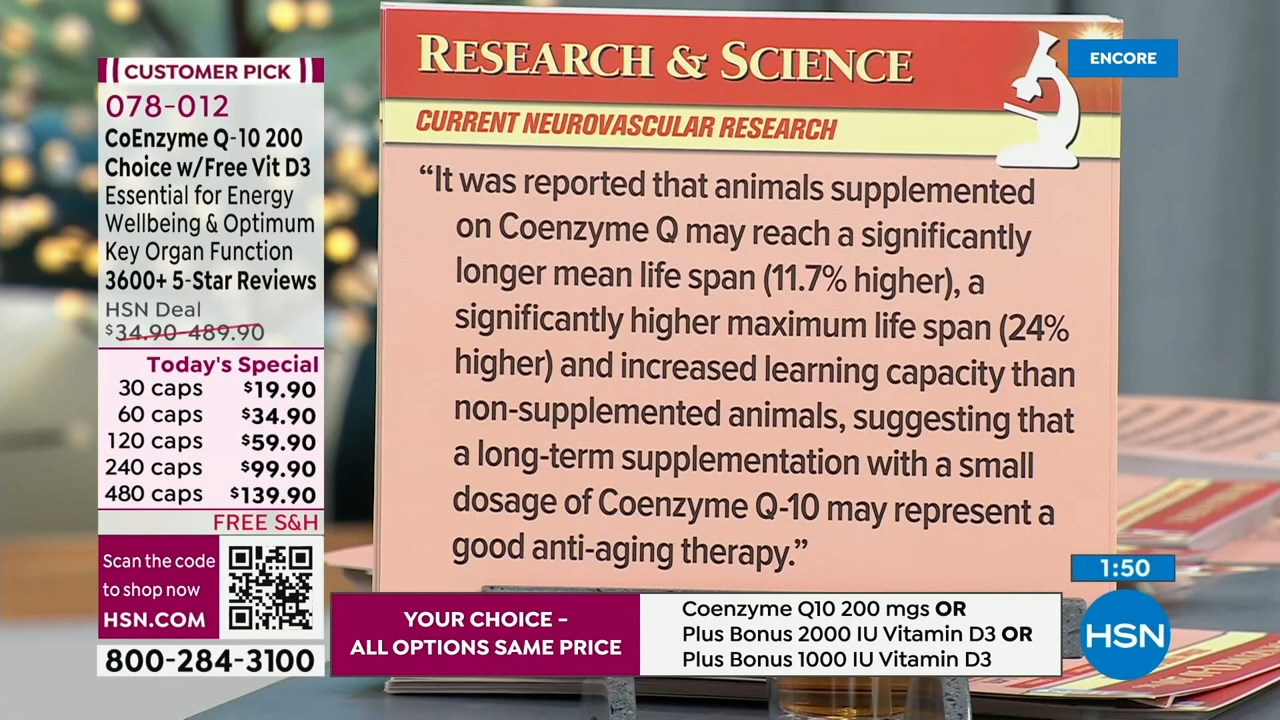 CUSTOMER PICK
078-012
CoEnzyme Q-10 200
Choice w/Free Vit D3
Essential for Energy
Wellbeing & Optimum
Key Organ Function
3600+ 5-Star Reviews
HSN Deal
$34.90-489.90
Today's Special
30 caps $19.90
60 caps $34.90
120 caps $59.90
240 caps $99.90
480 caps $139.90
FREE S&H
Scan the code
to shop now
HSN.COM
800-284-3100
RESEARCH & SCIENCE
CURRENT NEUROVASCULAR RESEARCH
“It was reported that animals supplemented
on Coenzyme Q may reach a significantly
longer mean life span (11.7% higher), a
significantly higher maximum life span (24%
higher) and increased learning capacity than
non-supplemented animals, suggesting that
a long-term supplementation with a small
dosage of Coenzyme Q-10 may represent a
good anti-aging therapy.”
ENCORE
1:50
YOUR CHOICE –
ALL OPTIONS SAME PRICE
Coenzyme Q10 200 mgs OR
Plus Bonus 2000 IU Vitamin D3 OR
Plus Bonus 1000 IU Vitamin D3
HSN